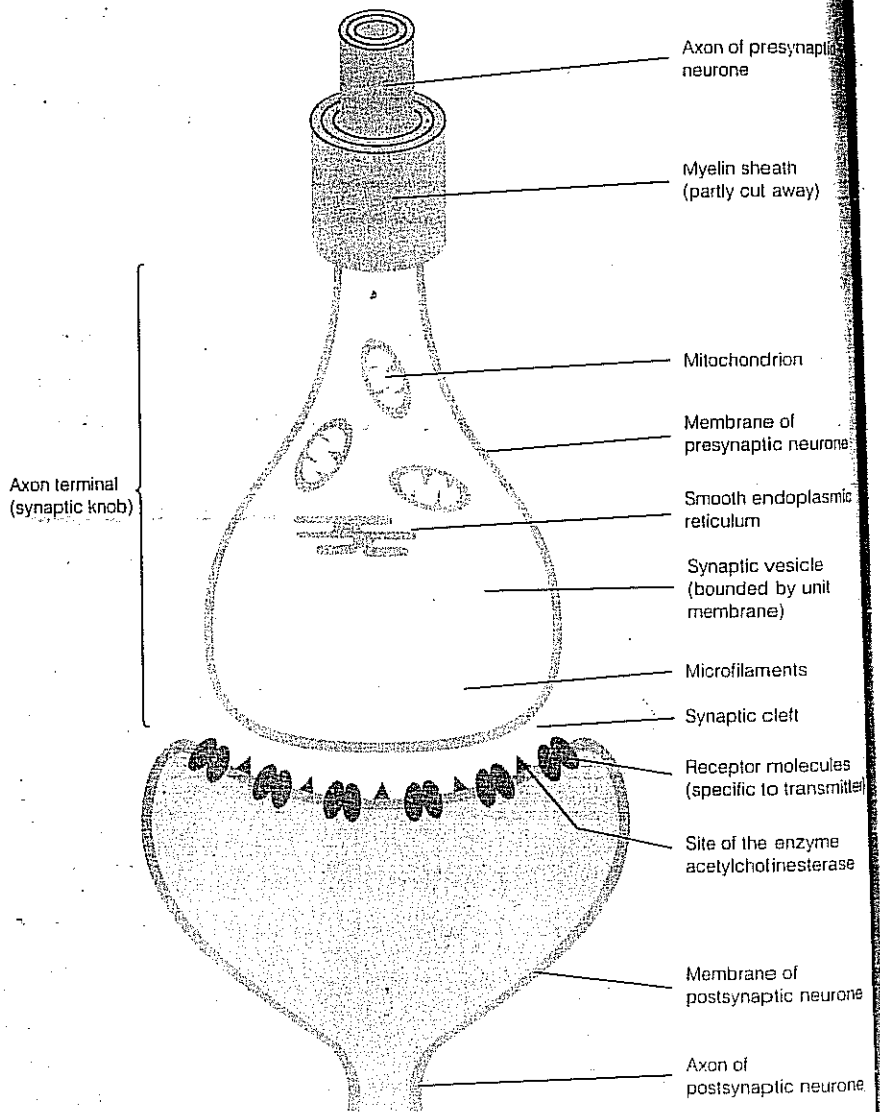 Axon of presynaptic
neurone
Myelin sheath
(partly cut away)
Mitochondrion
Membrane of
presynaptic neurone
Axon terminal
(synaptic knob)
Smooth endoplasmic
reticulum
Synaptic vesicle
(bounded by unit
membrane)
Microfilaments
Synaptic cleft
Receptor molecules
(specific to transmitter)
Site of the enzyme
acetylcholinesterase
Membrane of
postsynaptic neurone
Axon of
postsynaptic neurone